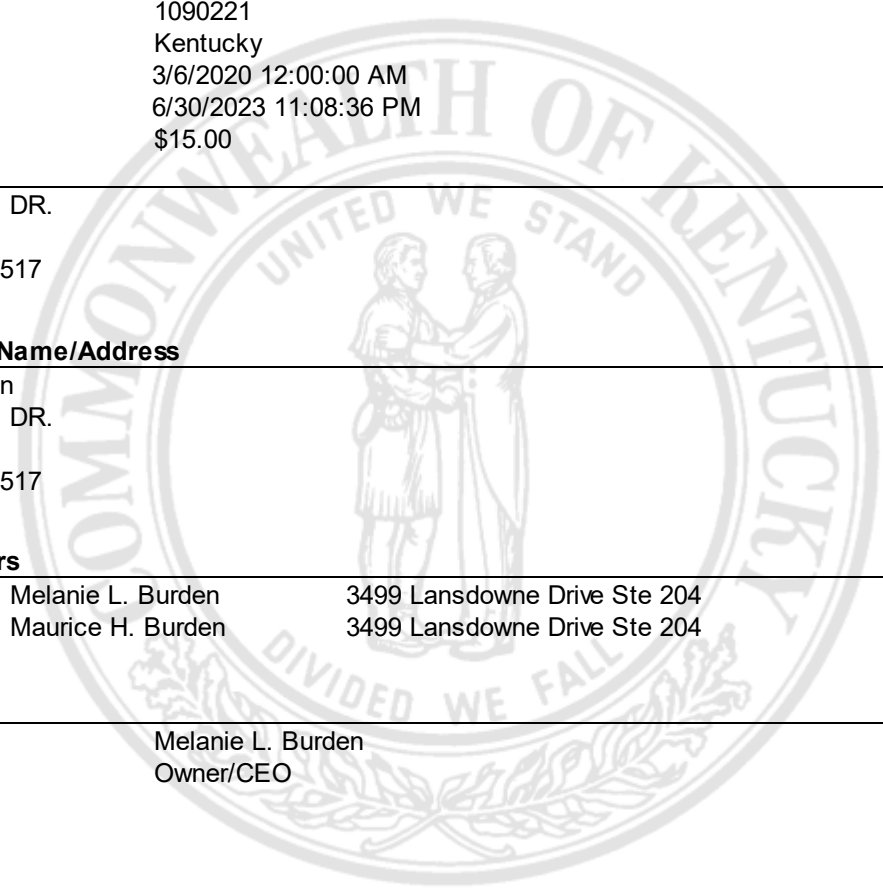 1090221
Kentucky
3/6/2020 12:00:00 AM
6/30/2023 11:08:36 PM
$15.00
DR.
517
Name/Address
n
DR.
517
rs
Melanie L. Burden 3499 Lansdowne Drive Ste 204
Maurice H. Burden 3499 Lansdowne Drive Ste 204
Melanie L. Burden
Owner/CEO
COMMONWEALTH OF KENTUCKY
UNITED WE STAND
DIVIDED WE FALL